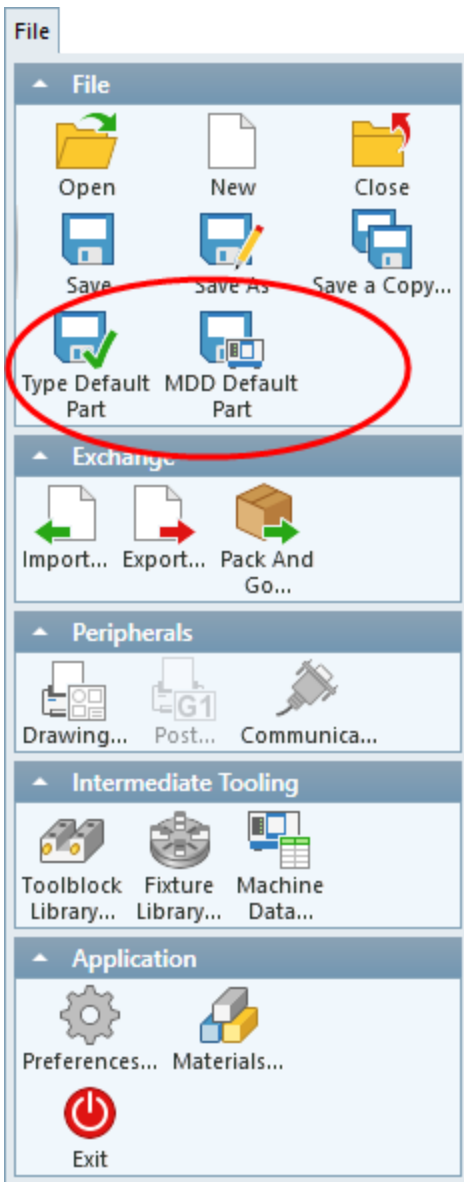 File
File
Open New Close
Save Save As Save a Copy...
Type Default MDD Default
Part Part
Exchange
Import... Export... Pack And
Go...
Peripherals
G1
Drawing... Post... Communica...
Intermediate Tooling
Toolblock Fixture Machine
Library... Library... Data...
Application
Preferences... Materials...
Exit